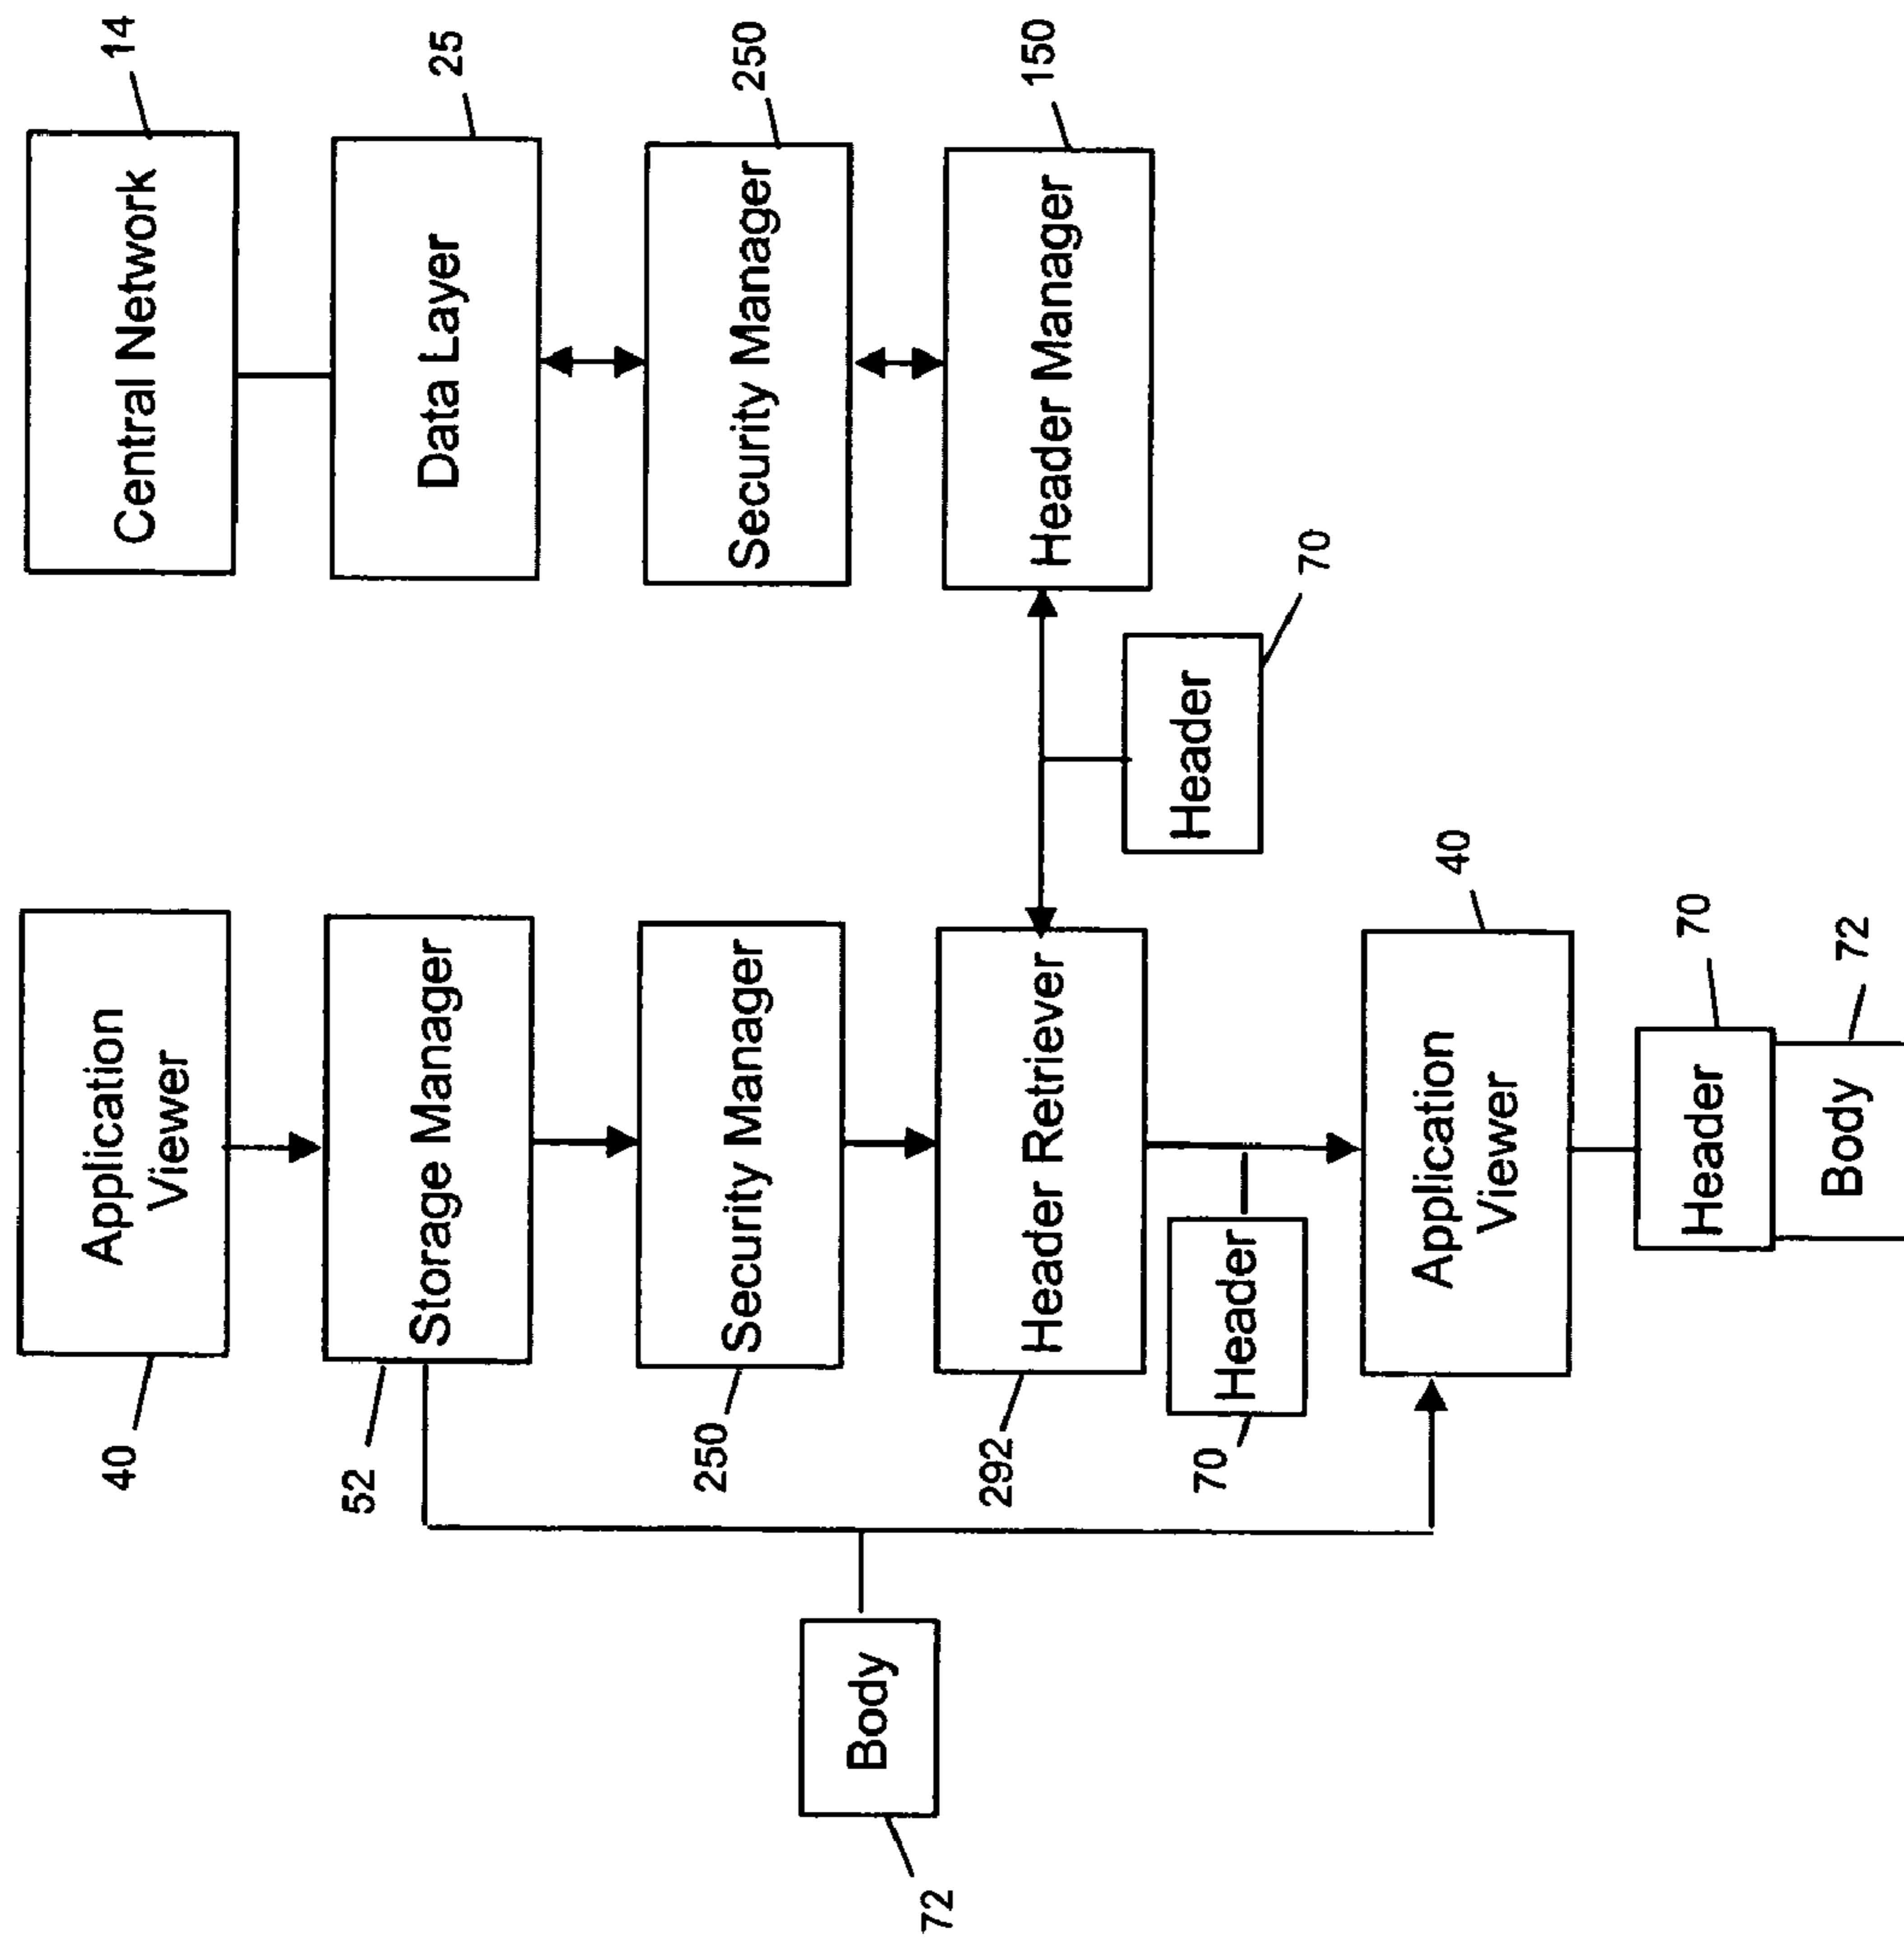 14
Central Network
25
Data Layer
250
Security Manager
150
Header Manager
70
Header
Application
Viewer
40
Storage Manager
52
Security Manager
250
Header Retriever
292
Header
70
Body
72
40
Application
Viewer
70
Header
72
Body